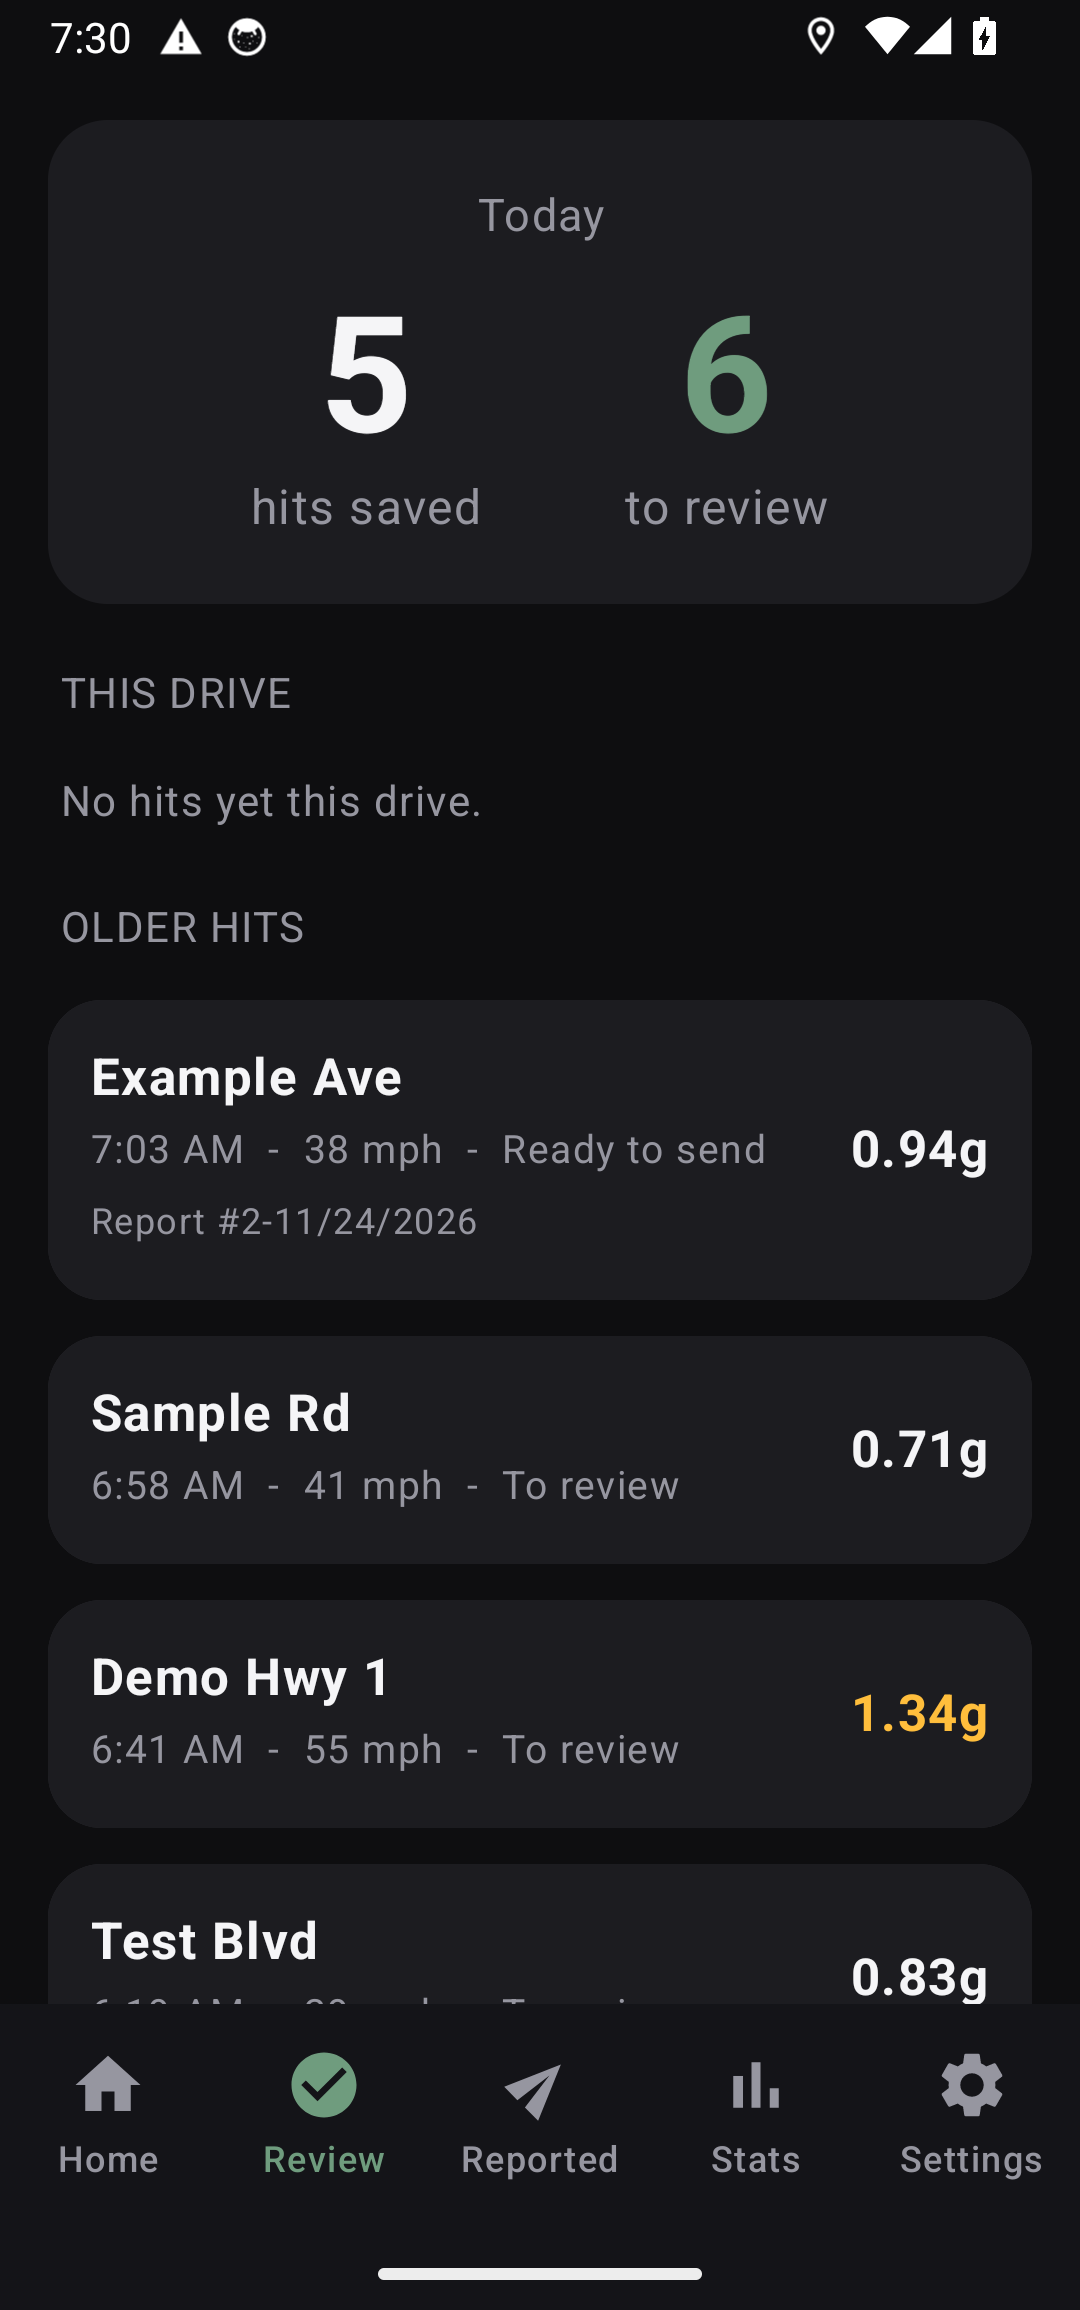 7:30
Today
5 6
hits saved to review
THIS DRIVE
No hits yet this drive.
OLDER HITS
Example Ave
7:03 AM - 38 mph - Ready to send
0.94g
Report #2-11/24/2026
Sample Rd
0.71g
6:58 AM - 41 mph - To review
Demo Hwy 1
1.34g
6:41 AM - 55 mph - To review
Test Blvd
0.83g
Home Review Reported Stats Settings